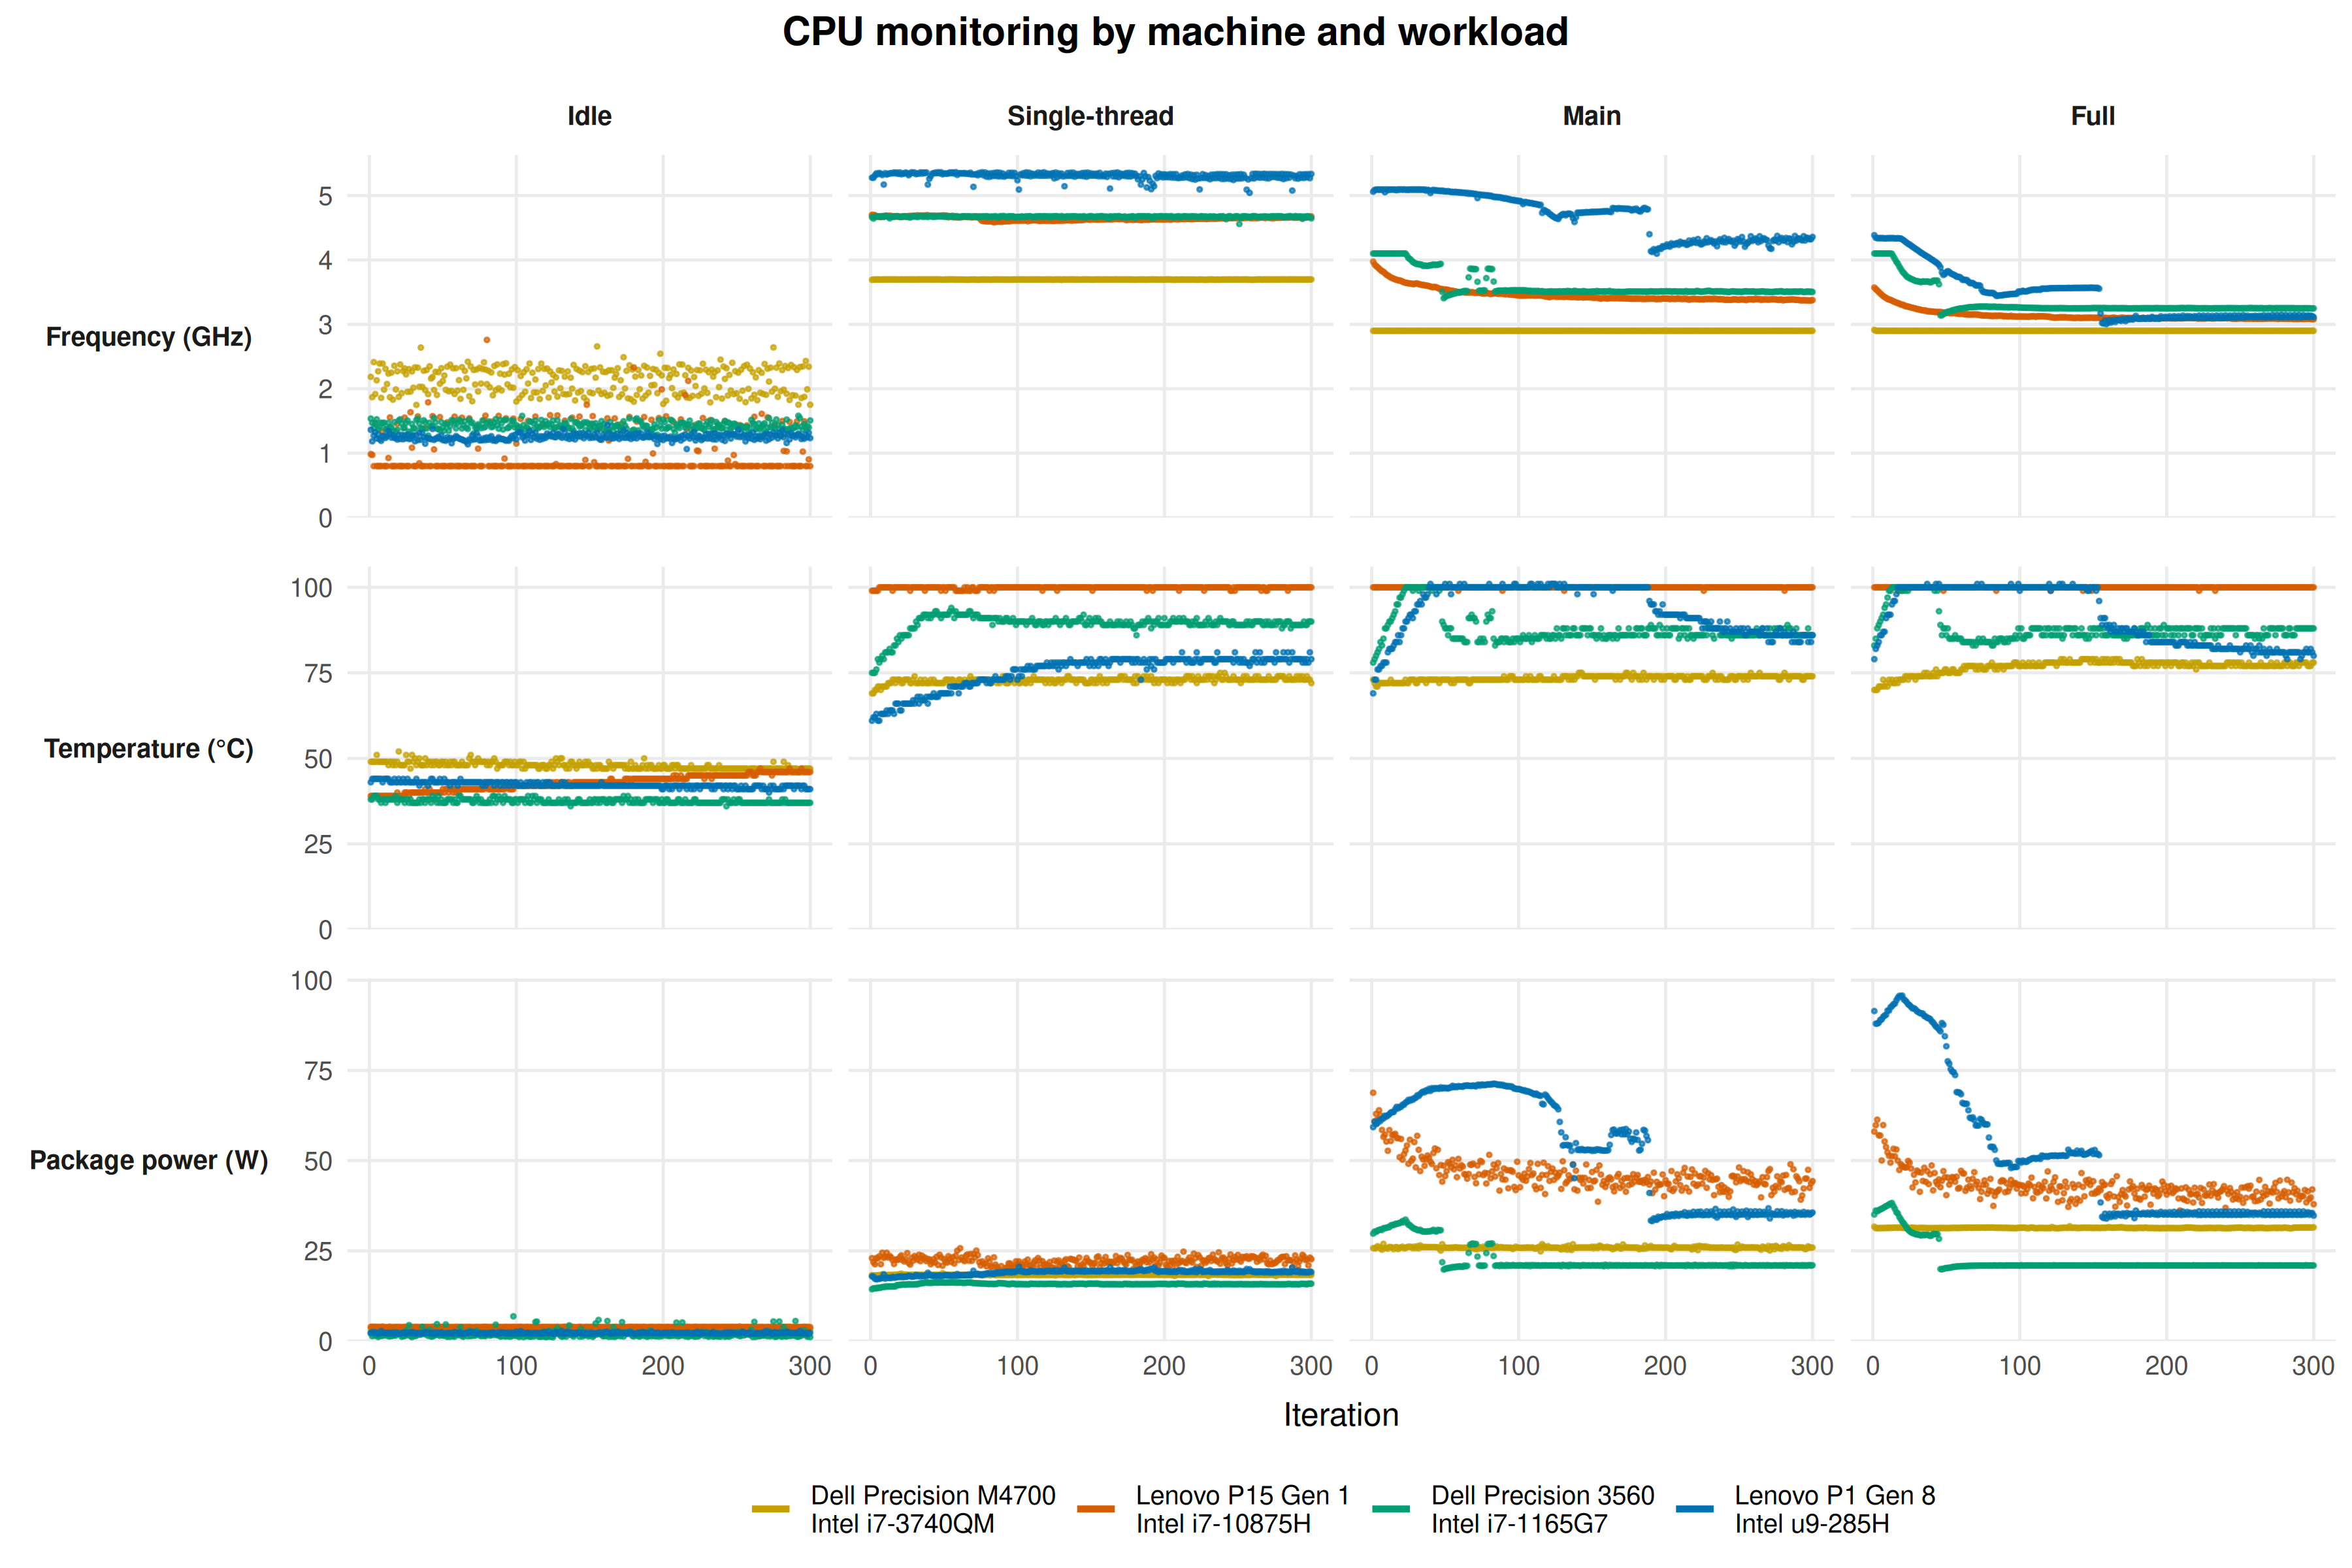 CPU monitoring by machine and workload
Idle
Single-thread
Main
Full
Frequency (GHz)
5
4
3
2
1
0
Temperature (°C)
100
75
50
25
0
Package power (W)
100
75
50
25
0
0 100 200 300
0 100 200 300
0 100 200 300
0 100 200 300
Iteration
Dell Precision M4700
Intel i7-3740QM
Lenovo P15 Gen 1
Intel i7-10875H
Dell Precision 3560
Intel i7-1165G7
Lenovo P1 Gen 8
Intel u9-285H